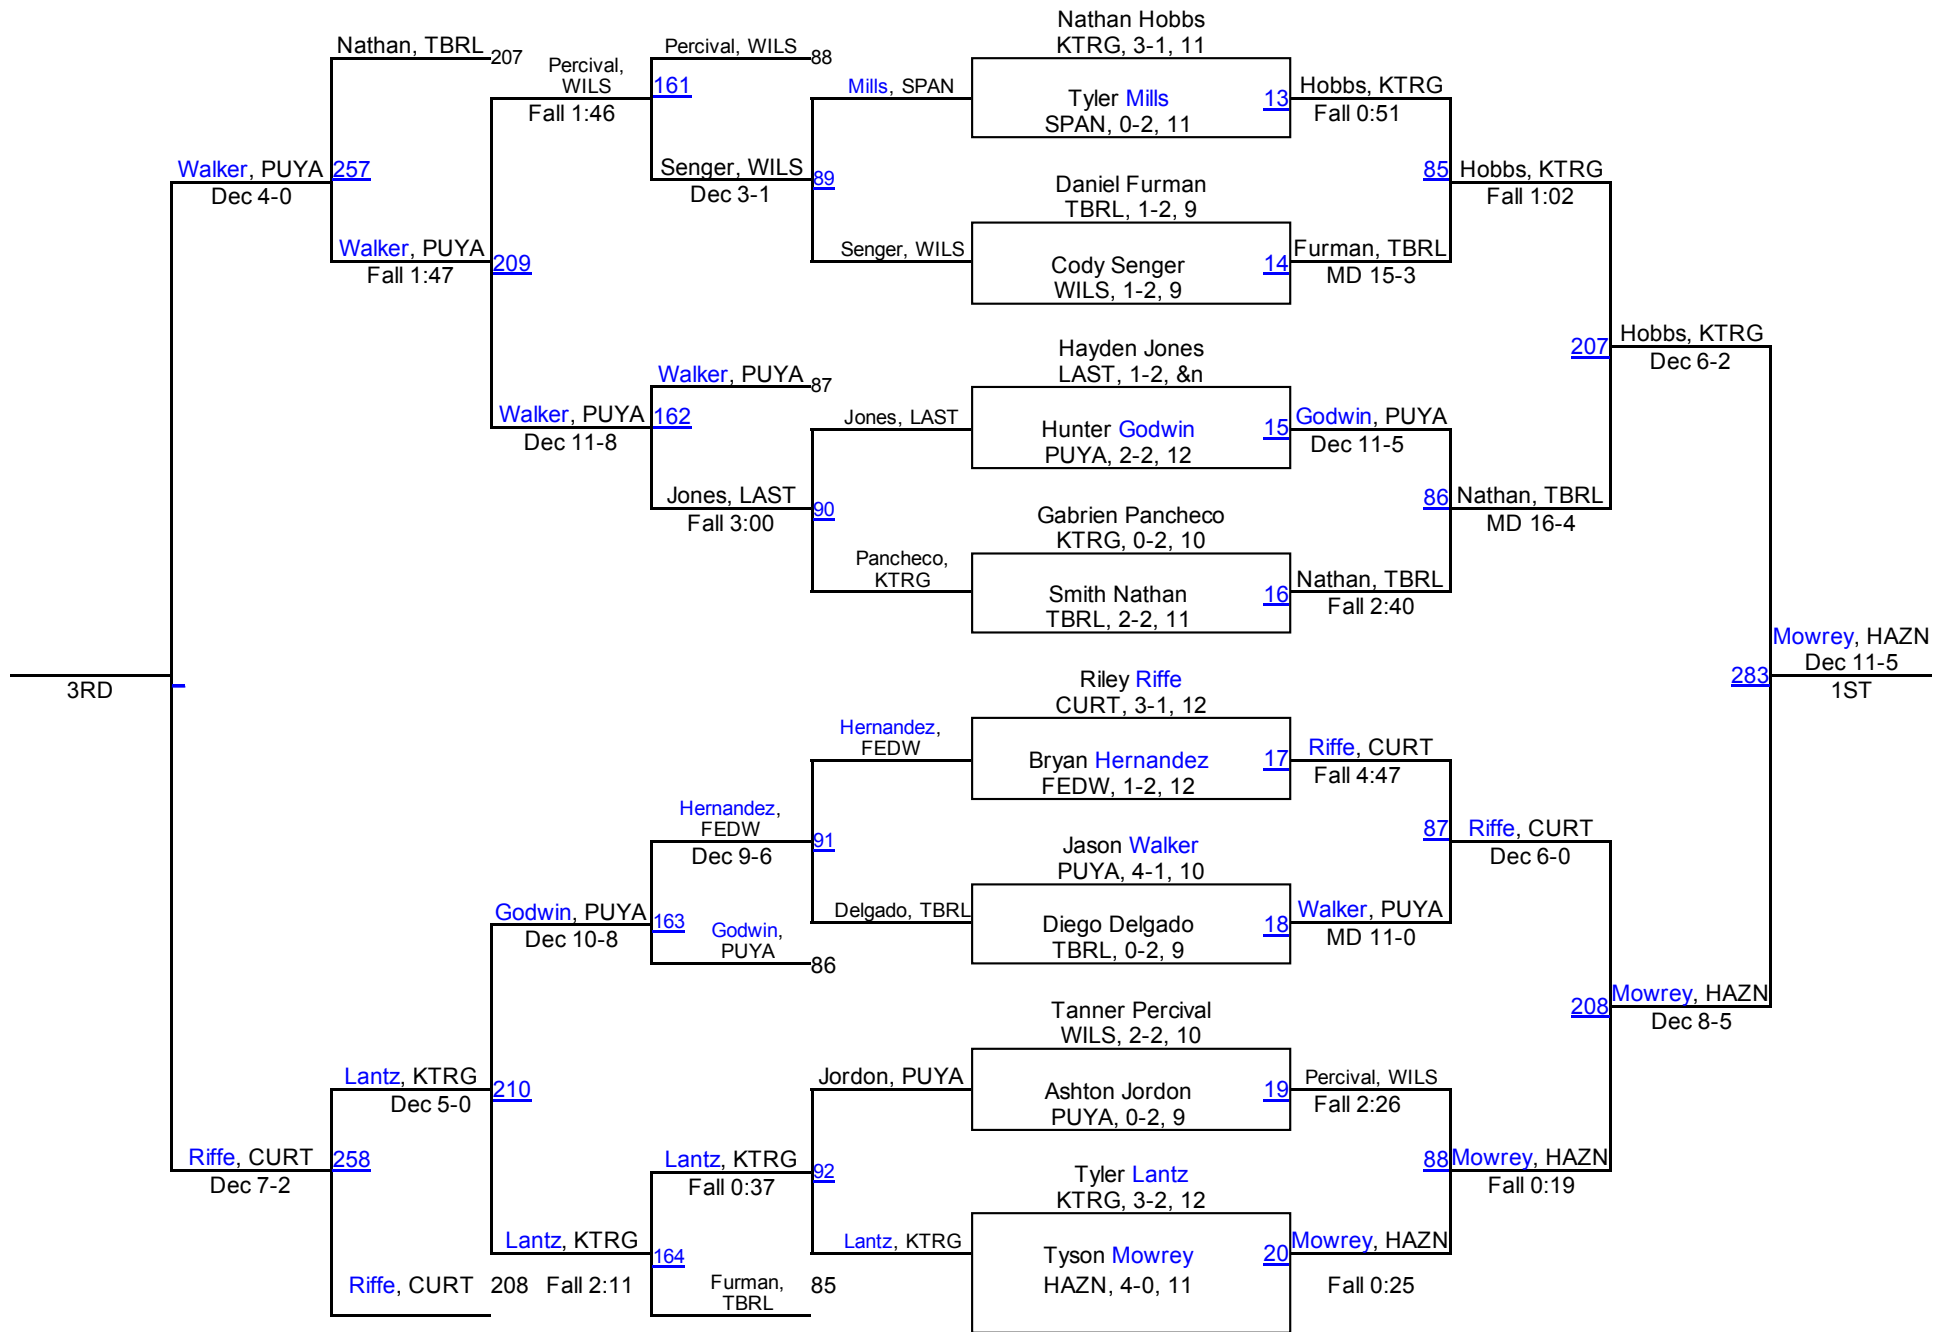 Nathan, TBRL
207
Walker, PUYA
Dec 4-0
257
Walker, PUYA
Fall 1:47
Percival,
WILS
Fall 1:46
209
Percival, WILS
88
161
Senger, WILS
Dec 3-1
Mills, SPAN
89
Senger, WILS
Walker, PUYA
Dec 11-8
Walker, PUYA
87
162
Jones, LAST
Fall 3:00
Jones, LAST
90
Pancheco,
KTRG
3RD
Riffe, CURT
Dec 7-2
258
Lantz, KTRG
Dec 5-0
210
Riffe, CURT
208
Godwin, PUYA
Dec 10-8
Hernandez,
FEDW
Dec 9-6
163
Godwin,
PUYA
86
Hernandez,
FEDW
91
Delgado, TBRL
Lantz, KTRG
Fall 2:11
Lantz, KTRG
Fall 0:37
164
Furman,
TBRL
85
Jordon, PUYA
92
Lantz, KTRG
Nathan Hobbs
KTRG, 3-1, 11
Tyler Mills
SPAN, 0-2, 11
13
Daniel Furman
TBRL, 1-2, 9
Cody Senger
WILS, 1-2, 9
14
Hayden Jones
LAST, 1-2, &n
Hunter Godwin
PUYA, 2-2, 12
15
Gabrien Pancheco
KTRG, 0-2, 10
Smith Nathan
TBRL, 2-2, 11
16
Riley Riffe
CURT, 3-1, 12
Bryan Hernandez
FEDW, 1-2, 12
17
Jason Walker
PUYA, 4-1, 10
Diego Delgado
TBRL, 0-2, 9
18
Tanner Percival
WILS, 2-2, 10
Ashton Jordon
PUYA, 0-2, 9
19
Tyler Lantz
KTRG, 3-2, 12
Tyson Mowrey
HAZN, 4-0, 11
20
Hobbs, KTRG
Fall 0:51
85
Furman, TBRL
MD 15-3
Godwin, PUYA
Dec 11-5
86
Nathan, TBRL
Fall 2:40
Riffe, CURT
Fall 4:47
87
Walker, PUYA
MD 11-0
Percival, WILS
Fall 2:26
88
Mowrey, HAZN
Fall 0:25
Hobbs, KTRG
Fall 1:02
207
Nathan, TBRL
MD 16-4
Riffe, CURT
Dec 6-0
208
Mowrey, HAZN
Fall 0:19
Hobbs, KTRG
Dec 6-2
283
Mowrey, HAZN
Dec 8-5
Mowrey, HAZN
Dec 11-5
1ST